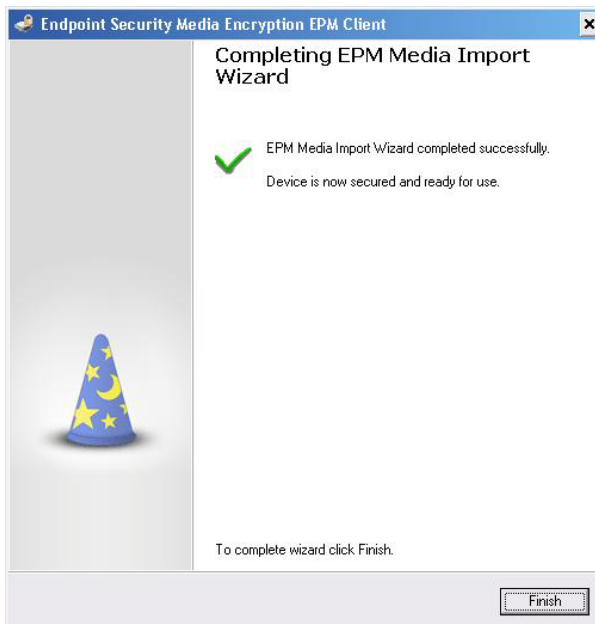 Endpoint Security Media Encryption EPM Client
Completing EPM Media Import
Wizard
EPM Media Import Wizard completed successfully.
Device is now secured and ready for use.
To complete wizard click Finish.
Finish